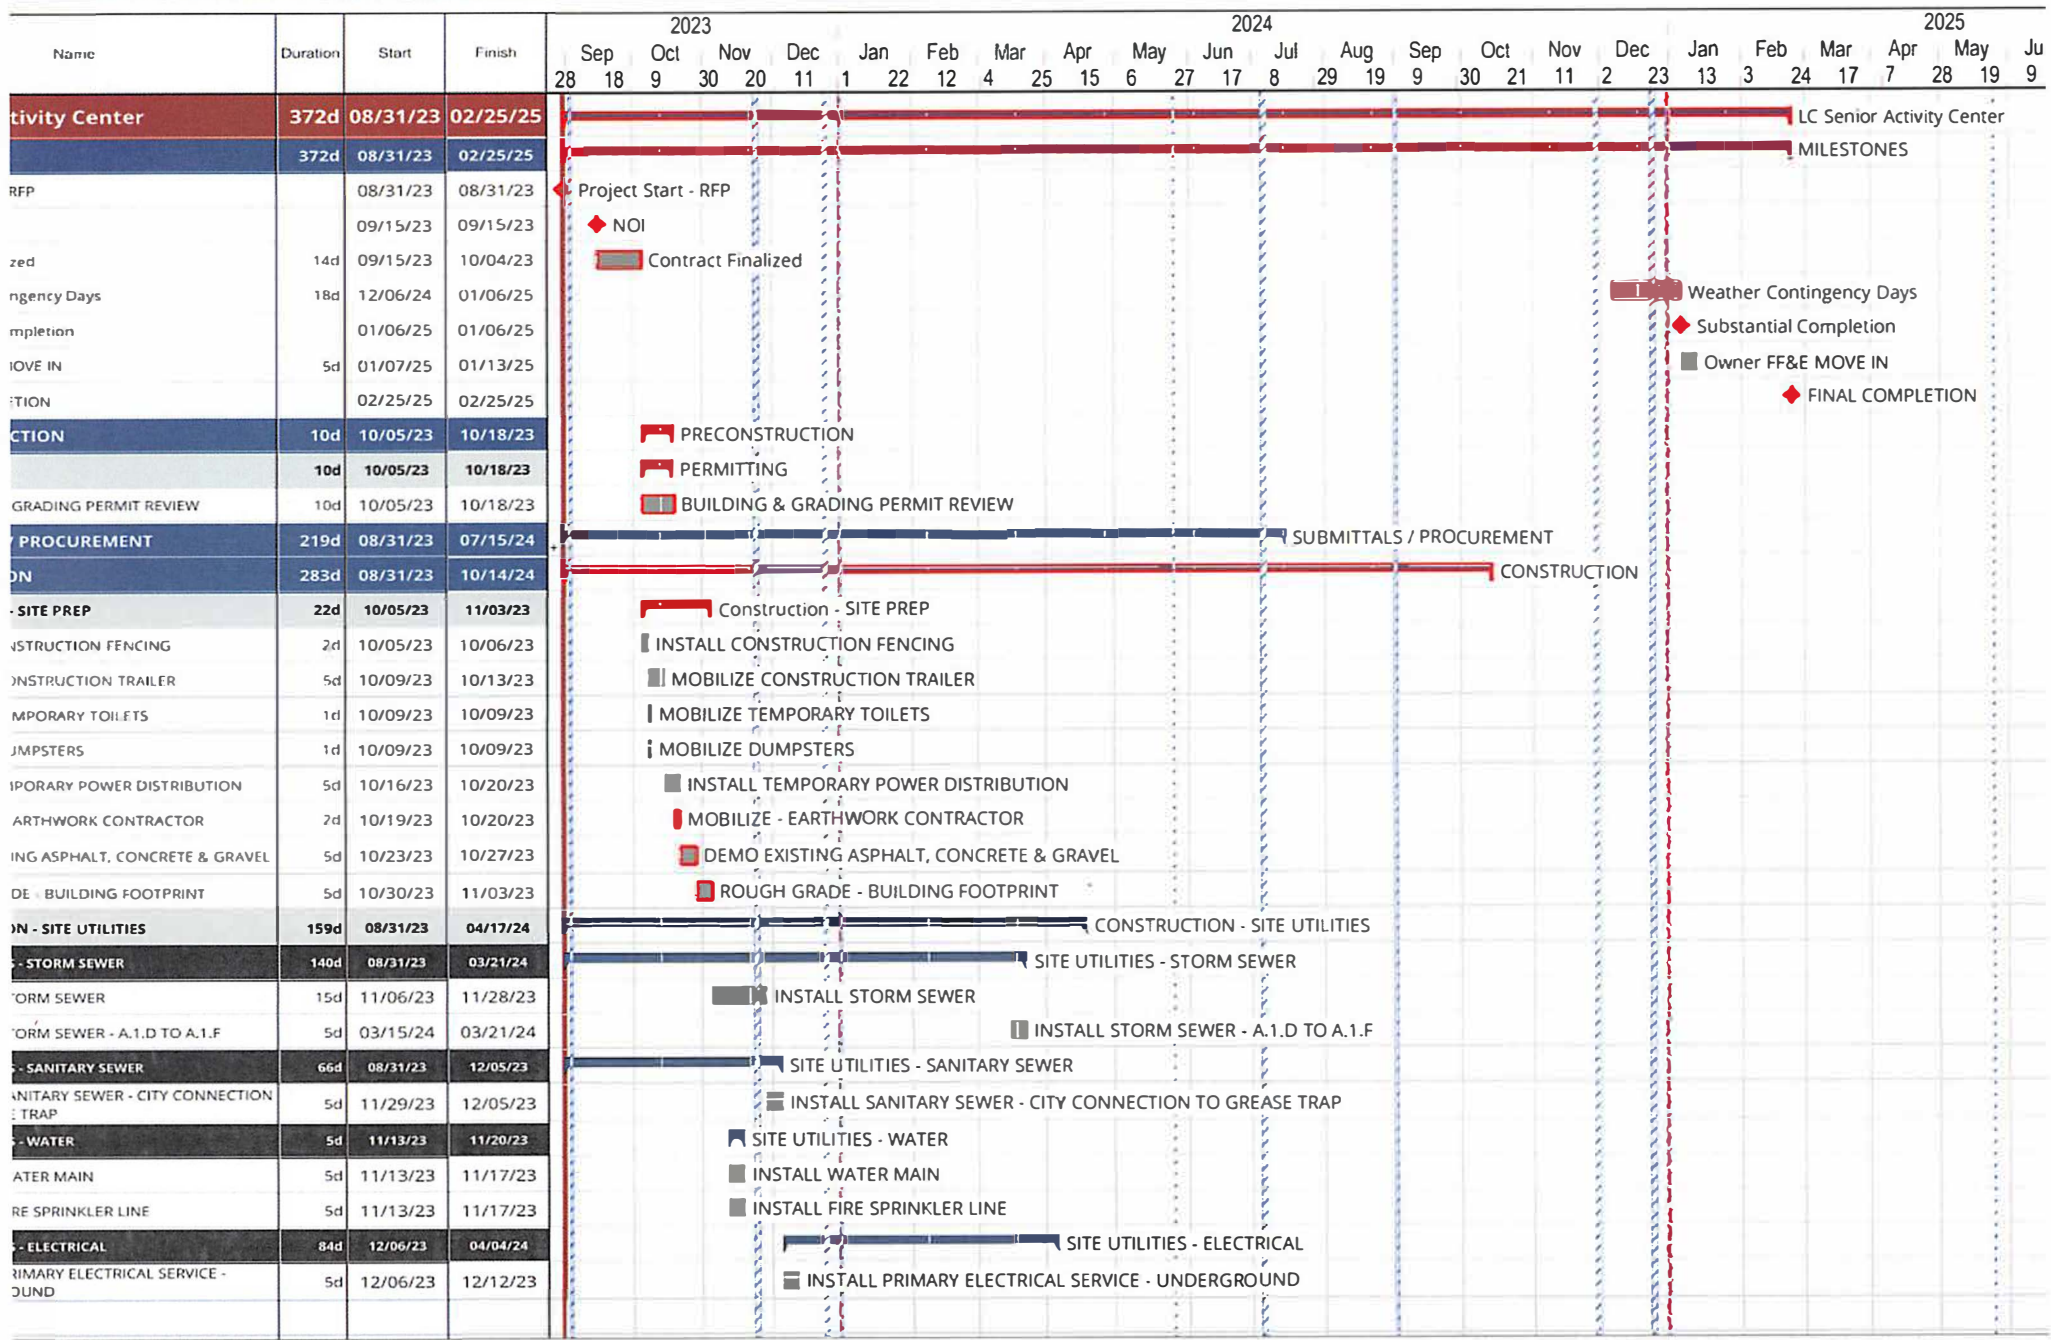 2023 2024 2025
Name Duration Start Finish Sep Oct Nov Dec Jan Feb Mar Apr May Jun Jul Aug Sep Oct Nov Dec Jan Feb Mar Apr May Ju
28 18 9 30 20 11 1 22 12 4 25 15 6 27 17 8 29 19 9 30 21 11 2 23 13 3 24 17 7 28 19 9
tivity Center 372d 08/31/23 02/25/25 LC Senior Activity Center
372d 08/31/23 02/25/25 MILESTONES
RFP 08/31/23 08/31/23 Project Start - RFP
09/15/23 09/15/23 NOI
zed 14d 09/15/23 10/04/23 Contract Finalized
ngency Days 18d 12/06/24 01/06/25 Weather Contingency Days
mpletion 01/06/25 01/06/25 Substantial Completion
IOVE IN 5d 01/07/25 01/13/25 Owner FF&E MOVE IN
ETION 02/25/25 02/25/25 FINAL COMPLETION
CTION 10d 10/05/23 10/18/23 PRECONSTRUCTION
10d 10/05/23 10/18/23 PERMITTING
GRADING PERMIT REVIEW 10d 10/05/23 10/18/23 BUILDING & GRADING PERMIT REVIEW
/ PROCUREMENT 219d 08/31/23 07/15/24 SUBMITTALS / PROCUREMENT
ON 283d 08/31/23 10/14/24 CONSTRUCTION
- SITE PREP 22d 10/05/23 11/03/23 Construction - SITE PREP
NSTRUCTION FENCING 2d 10/05/23 10/06/23 INSTALL CONSTRUCTION FENCING
ONSTRUCTION TRAILER 5d 10/09/23 10/13/23 MOBILIZE CONSTRUCTION TRAILER
MPORARY TOILETS 1d 10/09/23 10/09/23 MOBILIZE TEMPORARY TOILETS
UMPSTERS 1d 10/09/23 10/09/23 MOBILIZE DUMPSTERS
IPORARY POWER DISTRIBUTION 5d 10/16/23 10/20/23 INSTALL TEMPORARY POWER DISTRIBUTION
ARTHWORK CONTRACTOR 2d 10/19/23 10/20/23 MOBILIZE - EARTHWORK CONTRACTOR
ING ASPHALT, CONCRETE & GRAVEL 5d 10/23/23 10/27/23 DEMO EXISTING ASPHALT, CONCRETE & GRAVEL
DE - BUILDING FOOTPRINT 5d 10/30/23 11/03/23 ROUGH GRADE - BUILDING FOOTPRINT
ON - SITE UTILITIES 159d 08/31/23 04/17/24 CONSTRUCTION - SITE UTILITIES
- STORM SEWER 140d 08/31/23 03/21/24 SITE UTILITIES - STORM SEWER
ORM SEWER 15d 11/06/23 11/28/23 INSTALL STORM SEWER
ORM SEWER - A.1.D TO A.1.F 5d 03/15/24 03/21/24 INSTALL STORM SEWER - A.1.D TO A.1.F
- SANITARY SEWER 66d 08/31/23 12/05/23 SITE UTILITIES - SANITARY SEWER
ANITARY SEWER - CITY CONNECTION
E TRAP 5d 11/29/23 12/05/23 INSTALL SANITARY SEWER - CITY CONNECTION TO GREASE TRAP
- WATER 5d 11/13/23 11/20/23 SITE UTILITIES - WATER
ATER MAIN 5d 11/13/23 11/17/23 INSTALL WATER MAIN
RE SPRINKLER LINE 5d 11/13/23 11/17/23 INSTALL FIRE SPRINKLER LINE
- ELECTRICAL 84d 12/06/23 04/04/24 SITE UTILITIES - ELECTRICAL
RIMARY ELECTRICAL SERVICE -
OUND 5d 12/06/23 12/12/23 INSTALL PRIMARY ELECTRICAL SERVICE - UNDERGROUND